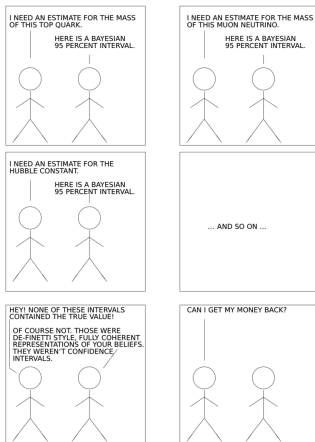 I NEED AN ESTIMATE FOR THE MASS
OF THIS TOP QUARK.
HERE IS A BAYESIAN
95 PERCENT INTERVAL.
I NEED AN ESTIMATE FOR THE MASS
OF THIS MUON NEUTRINO.
HERE IS A BAYESIAN
95 PERCENT INTERVAL.
I NEED AN ESTIMATE FOR THE
HUBBLE CONSTANT.
HERE IS A BAYESIAN
95 PERCENT INTERVAL.
... AND SO ON ...
HEY! NONE OF THESE INTERVALS
CONTAINED THE TRUE VALUE!
OF COURSE NOT. THOSE WERE
DE-FINETTI STYLE, FULLY COHERENT
REPRESENTATIONS OF YOUR BELIEFS.
THEY WEREN'T CONFIDENCE
INTERVALS.
CAN I GET MY MONEY BACK?